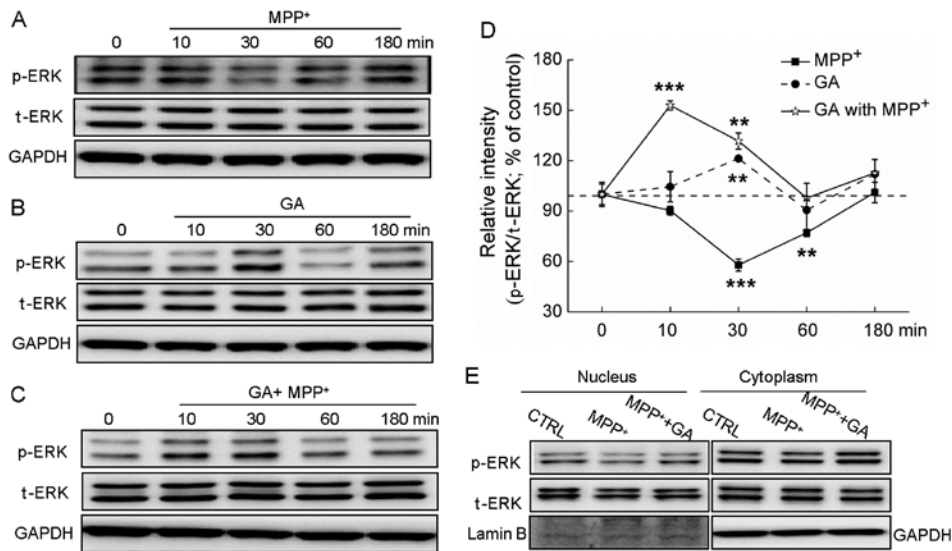 A
MPP⁺
0 10 30 60 180 min
p-ERK
t-ERK
GAPDH
B
GA
0 10 30 60 180 min
p-ERK
t-ERK
GAPDH
C
GA+ MPP⁺
0 10 30 60 180 min
p-ERK
t-ERK
GAPDH
D
Relative intensity
(p-ERK/t-ERK; % of control)
180
150
120
90
60
30
MPP⁺
GA
GA with MPP⁺
***
**
**
***
**
0 10 30 60 180 min
E
Nucleus Cytoplasm
CTRL MPP⁺ MPP⁺+GA CTRL MPP⁺ MPP⁺+GA
p-ERK
t-ERK
Lamin B GAPDH